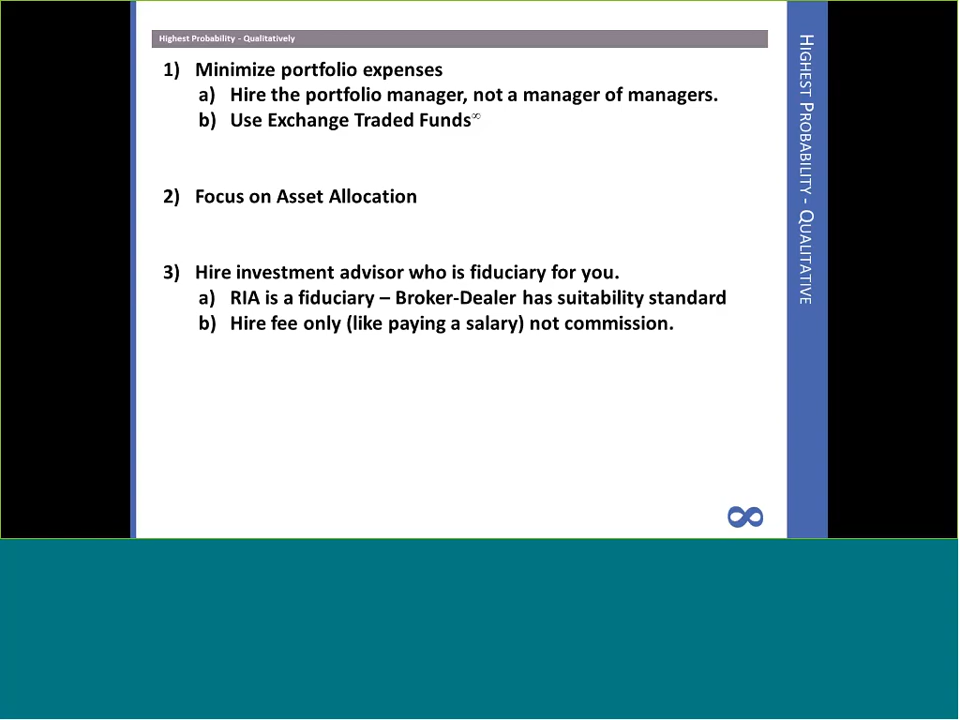 Highest Probability - Qualitatively
1) Minimize portfolio expenses
a) Hire the portfolio manager, not a manager of managers.
b) Use Exchange Traded Funds∞
2) Focus on Asset Allocation
3) Hire investment advisor who is fiduciary for you.
a) RIA is a fiduciary – Broker-Dealer has suitability standard
b) Hire fee only (like paying a salary) not commission.
HIGHEST PROBABILITY - QUALITATIVE
8